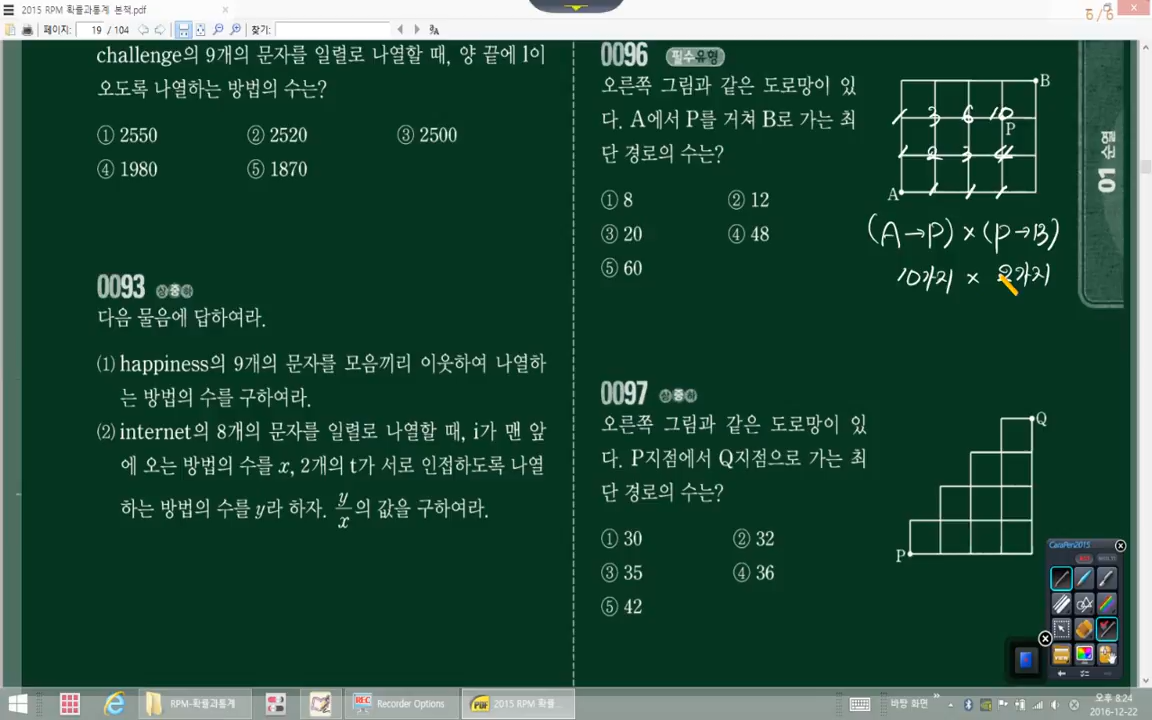 2015 RPM 확률과통계 본책.pdf
6/6
페이지: 19 / 104 찾기:
challenge의 9개의 문자를 일렬로 나열할 때, 양 끝에 l이
오도록 나열하는 방법의 수는?
① 2550 ② 2520 ③ 2500
④ 1980 ⑤ 1870
0093 상중하
다음 물음에 답하여라.
⑴ happiness의 9개의 문자를 모음끼리 이웃하여 나열하
는 방법의 수를 구하여라.
⑵ internet의 8개의 문자를 일렬로 나열할 때, i가 맨 앞
에 오는 방법의 수를 x, 2개의 t가 서로 인접하도록 나열
하는 방법의 수를 y라 하자. y/x의 값을 구하여라.
0096 필수유형
오른쪽 그림과 같은 도로망이 있
다. A에서 P를 거쳐 B로 가는 최
단 경로의 수는?
① 8 ② 12
③ 20 ④ 48
⑤ 60
B
1 3 6 10
P
1 2 3 4
A 1 1 1
(A→P) × (P→B)
10가지 × 2가지
01 순열
0097 상중하
오른쪽 그림과 같은 도로망이 있
다. P지점에서 Q지점으로 가는 최
단 경로의 수는?
① 30 ② 32
③ 35 ④ 36
⑤ 42
Q
P
CaraPen2015
RPM-확률과통계
Recorder Options
2015 RPM 확률...
바탕 화면
오후 8:24
2016-12-22